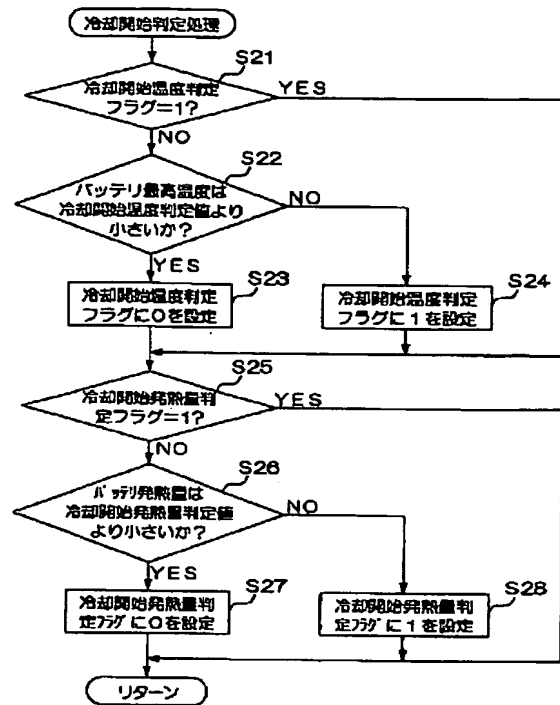 冷却開始判定処理
S21
冷却開始温度判定
フラグ=1?
YES
NO
S22
バッテリ最高温度は
冷却開始温度判定値より
小さいか?
NO
YES
S23
冷却開始温度判定
フラグに0を設定
S24
冷却開始温度判定
フラグに1を設定
S25
冷却開始発熱量判
定フラグ=1?
YES
NO
S26
バッテリ発熱量は
冷却開始発熱量判定値
より小さいか?
NO
YES
S27
冷却開始発熱量判
定フラグに0を設定
S28
冷却開始発熱量判
定フラグに1を設定
リターン